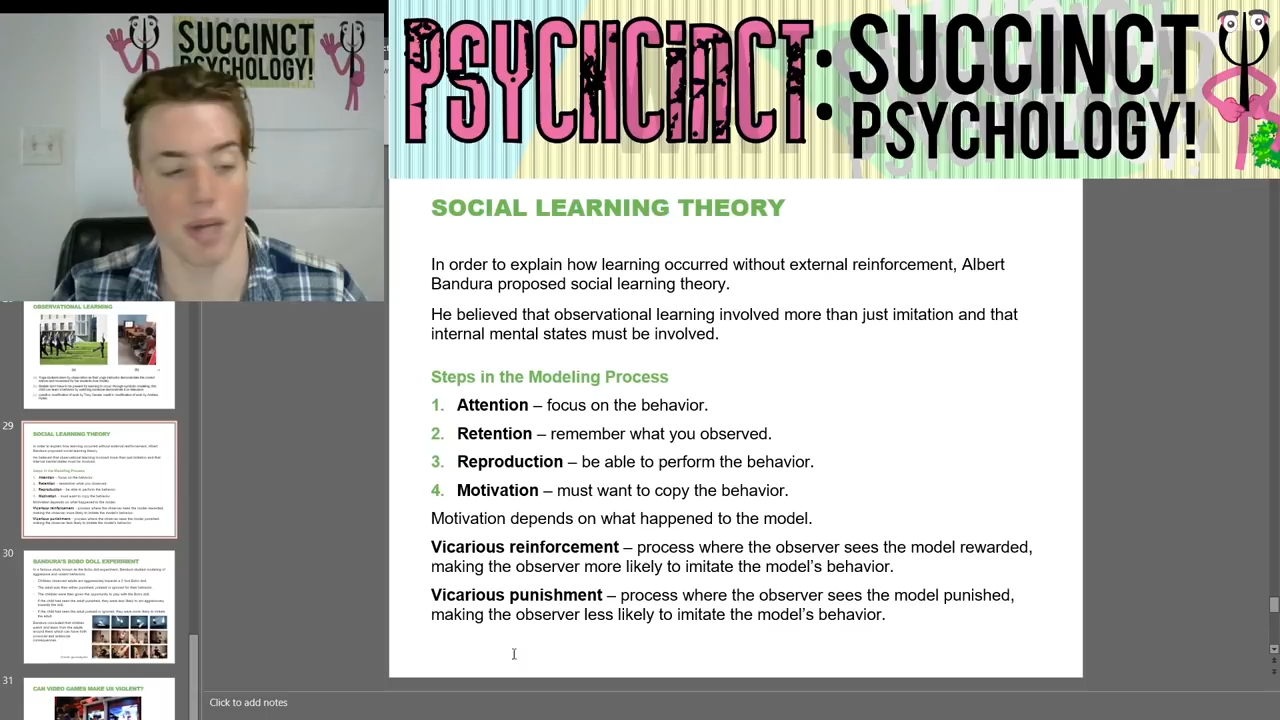 SUCCINCT
PSYCHOLOGY!
PSYCHCINCT: SUCCINCT
PSYCHOLOGY!
SOCIAL LEARNING THEORY
In order to explain how learning occurred without external reinforcement, Albert
Bandura proposed social learning theory.
He believed that observational learning involved more than just imitation and that
internal mental states must be involved.
Steps in the Modeling Process
1. Attention – focus on the behavior.
2. Retention – remember what you observed.
3. Reproduction – be able to perform the behavior.
4. Motivation – must want to copy the behavior.
Motivation depends on what happened to the model.
Vicarious reinforcement – process where the observer sees the model rewarded,
making the observer more likely to imitate the model's behavior.
Vicarious punishment – process where the observer sees the model punished,
making the observer less likely to imitate the model's behavior.
OBSERVATIONAL LEARNING
29
SOCIAL LEARNING THEORY
30
BANDURA'S BOBO DOLL EXPERIMENT
31
CAN VIDEO GAMES MAKE US VIOLENT?
Click to add notes